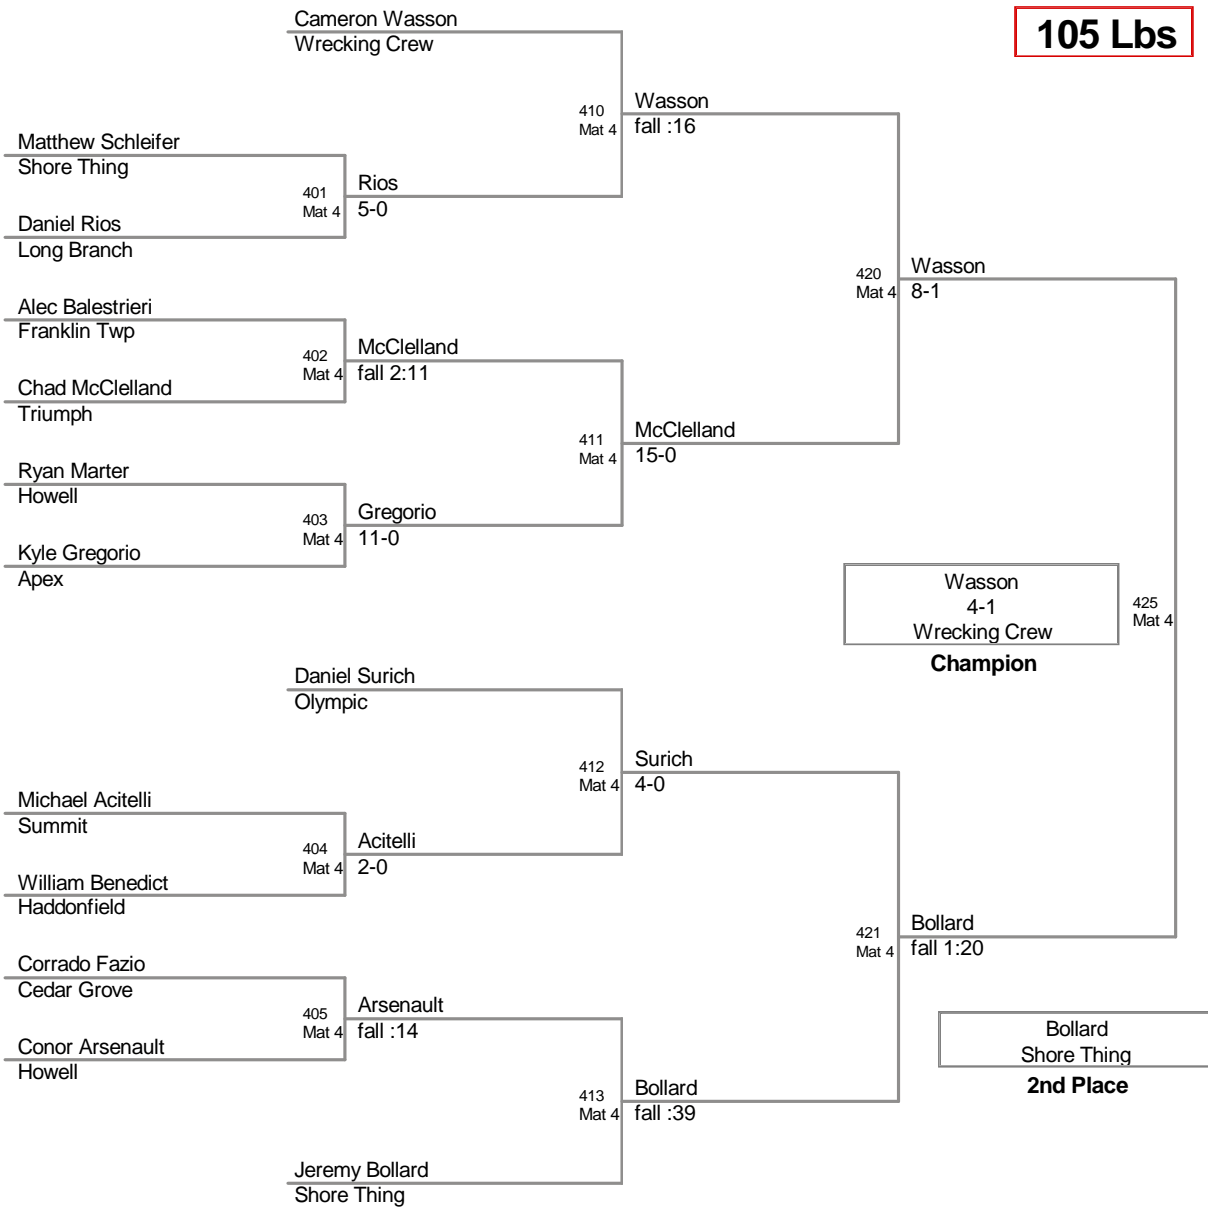 Cameron Wasson
Wrecking Crew
105 Lbs
410
Mat 4
Wasson
fall :16
Matthew Schleifer
Shore Thing
401
Mat 4
Rios
5-0
Daniel Rios
Long Branch
420
Mat 4
Wasson
8-1
Alec Balestrieri
Franklin Twp
402
Mat 4
McClelland
fall 2:11
Chad McClelland
Triumph
411
Mat 4
McClelland
15-0
Ryan Marter
Howell
403
Mat 4
Gregorio
11-0
Kyle Gregorio
Apex
Wasson
4-1
Wrecking Crew
Champion
425
Mat 4
Daniel Surich
Olympic
412
Mat 4
Surich
4-0
Michael Acitelli
Summit
404
Mat 4
Acitelli
2-0
William Benedict
Haddonfield
421
Mat 4
Bollard
fall 1:20
Corrado Fazio
Cedar Grove
405
Mat 4
Arsenault
fall :14
Conor Arsenault
Howell
Bollard
Shore Thing
2nd Place
413
Mat 4
Bollard
fall :39
Jeremy Bollard
Shore Thing